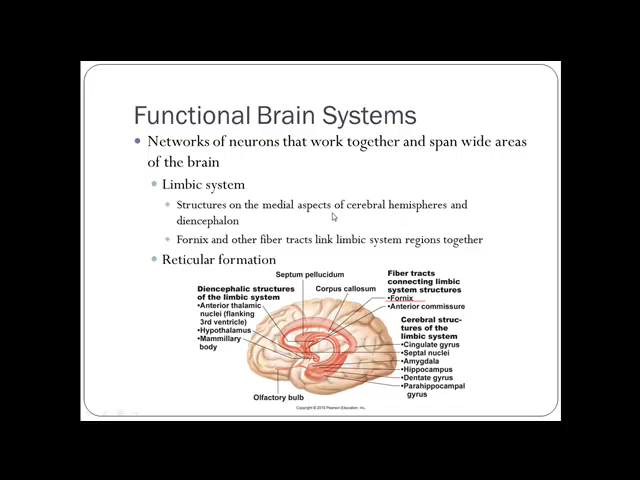 Functional Brain Systems
Networks of neurons that work together and span wide areas
of the brain
Limbic system
Structures on the medial aspects of cerebral hemispheres and
diencephalon
Fornix and other fiber tracts link limbic system regions together
Reticular formation
Septum pellucidum
Diencephalic structures
of the limbic system
•Anterior thalamic
nuclei (flanking
3rd ventricle)
•Hypothalamus
•Mammillary
body
Corpus callosum
Fiber tracts
connecting limbic
system structures
•Fornix
•Anterior commissure
Cerebral struc-
tures of the
limbic system
•Cingulate gyrus
•Septal nuclei
•Amygdala
•Hippocampus
•Dentate gyrus
•Parahippocampal
gyrus
Olfactory bulb
Copyright © 2010 Pearson Education, Inc.